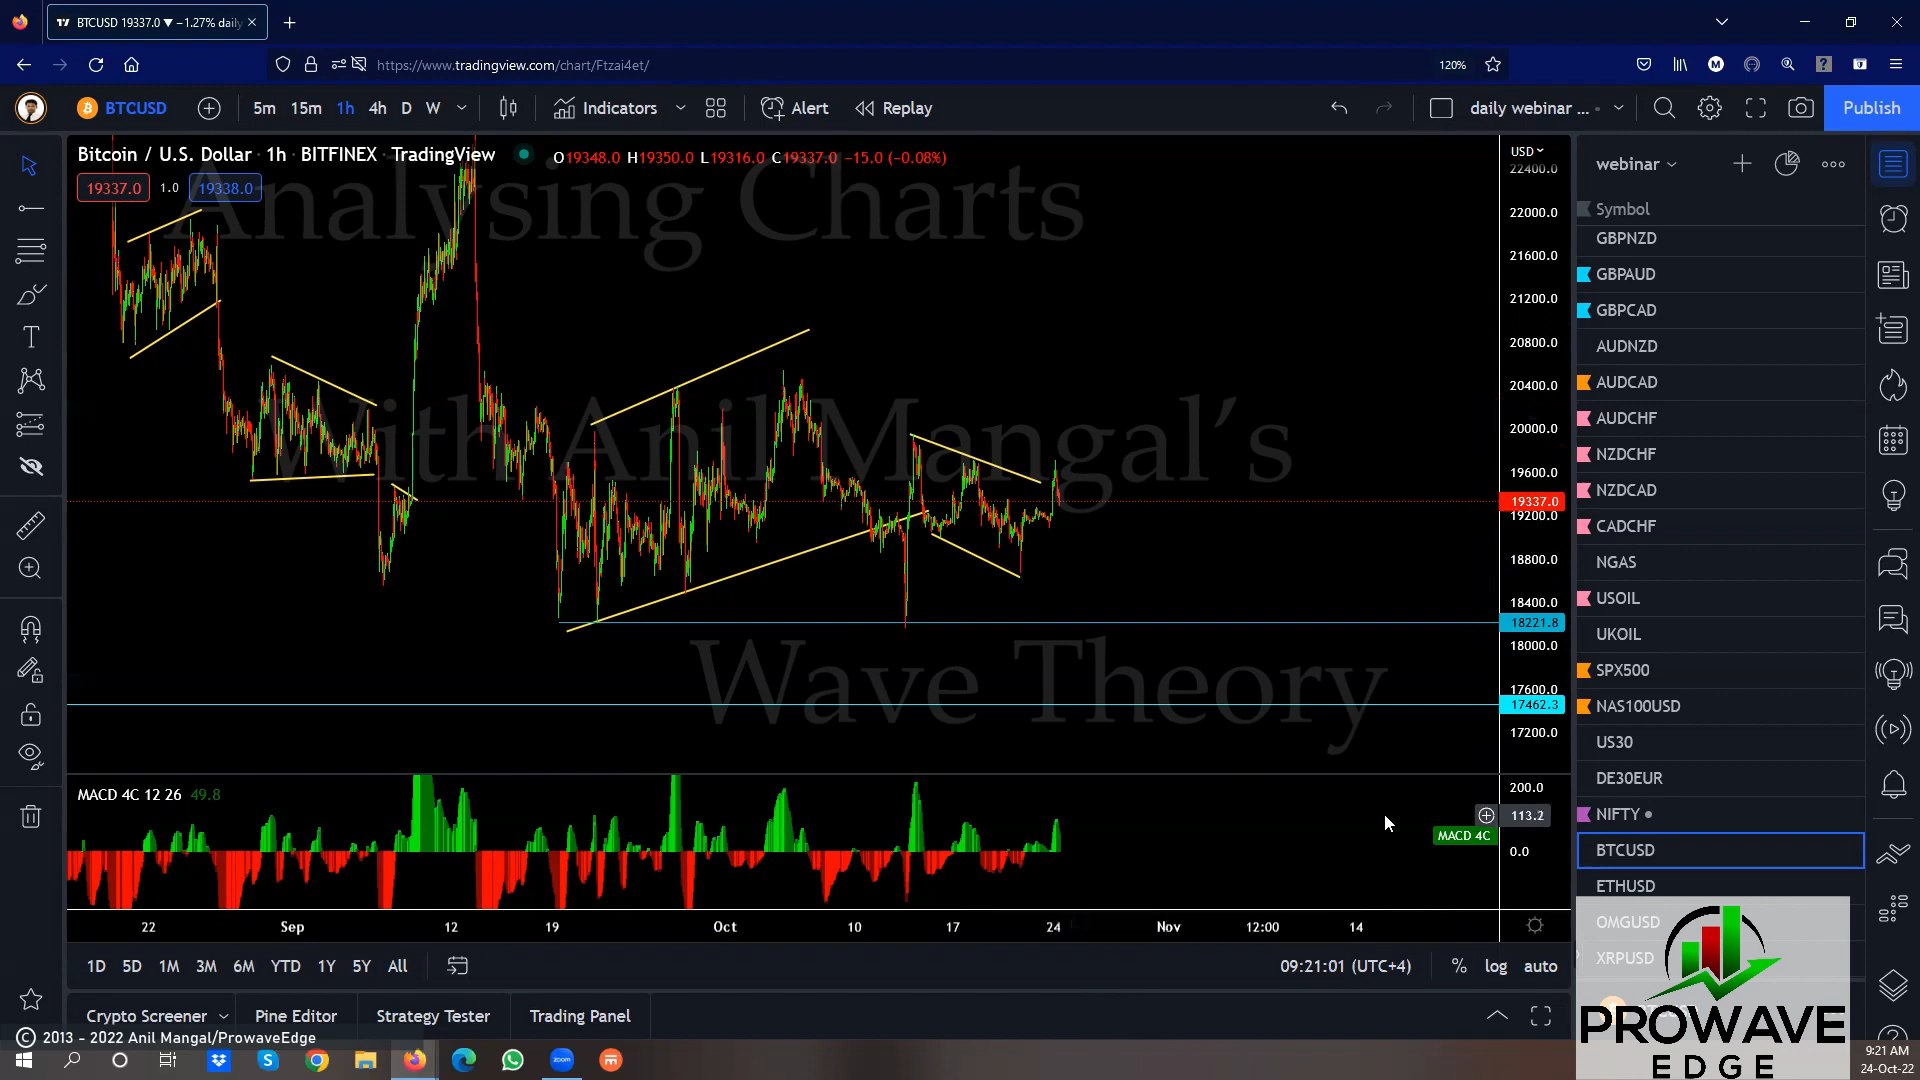 BTCUSD 19337.0 ▼ −1.27% daily
https://www.tradingview.com/chart/Ftzai4et/
120%
BTCUSD
5m 15m 1h 4h D W
Indicators
Alert
Replay
daily webinar ...
Publish
Bitcoin / U.S. Dollar · 1h · BITFINEX · TradingView
O19348.0 H19350.0 L19316.0 C19337.0 −15.0 (−0.08%)
19337.0 1.0 19338.0
Analysing Charts
With Anil Mangal's
Wave Theory
USD
22400.0
22000.0
21600.0
21200.0
20800.0
20400.0
20000.0
19600.0
19337.0
19200.0
18800.0
18400.0
18221.8
18000.0
17600.0
17462.3
17200.0
MACD 4C 12 26 49.8
200.0
113.2
MACD 4C
0.0
22 Sep 12 19 Oct 10 17 24 Nov 12:00 14
1D 5D 1M 3M 6M YTD 1Y 5Y All
09:21:01 (UTC+4)
% log auto
Crypto Screener
Pine Editor
Strategy Tester
Trading Panel
webinar
Symbol
GBPNZD
GBPAUD
GBPCAD
AUDNZD
AUDCAD
AUDCHF
NZDCHF
NZDCAD
CADCHF
NGAS
USOIL
UKOIL
SPX500
NAS100USD
US30
DE30EUR
NIFTY
BTCUSD
ETHUSD
OMGUSD
XRPUSD
PROWAVE
EDGE
© 2013 - 2022 Anil Mangal/ProwaveEdge
zoom
9:21 AM
24-Oct-22